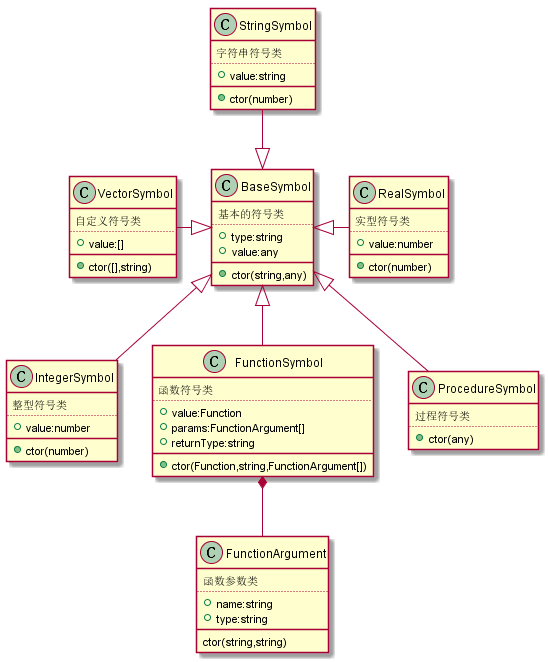 C StringSymbol
字符串符号类
value:string
ctor(number)
C VectorSymbol
自定义符号类
value:[]
ctor([],string)
C BaseSymbol
基本的符号类
type:string
value:any
ctor(string,any)
C RealSymbol
实型符号类
value:number
ctor(number)
C IntegerSymbol
整型符号类
value:number
ctor(number)
C FunctionSymbol
函数符号类
value:Function
params:FunctionArgument[]
returnType:string
ctor(Function,string,FunctionArgument[])
C ProcedureSymbol
过程符号类
ctor(any)
C FunctionArgument
函数参数类
name:string
type:string
ctor(string,string)